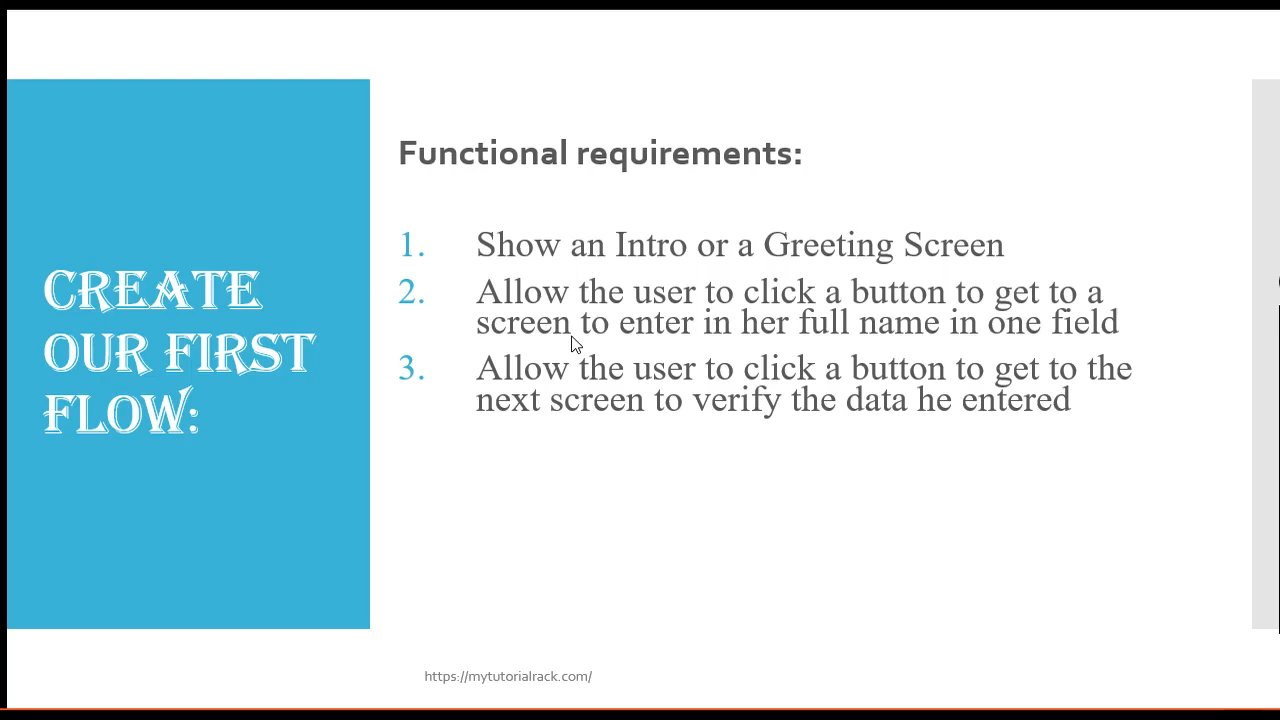 CREATE
OUR FIRST
FLOW:
Functional requirements:
1. Show an Intro or a Greeting Screen
2. Allow the user to click a button to get to a
screen to enter in her full name in one field
3. Allow the user to click a button to get to the
next screen to verify the data he entered
https://mytutorialrack.com/